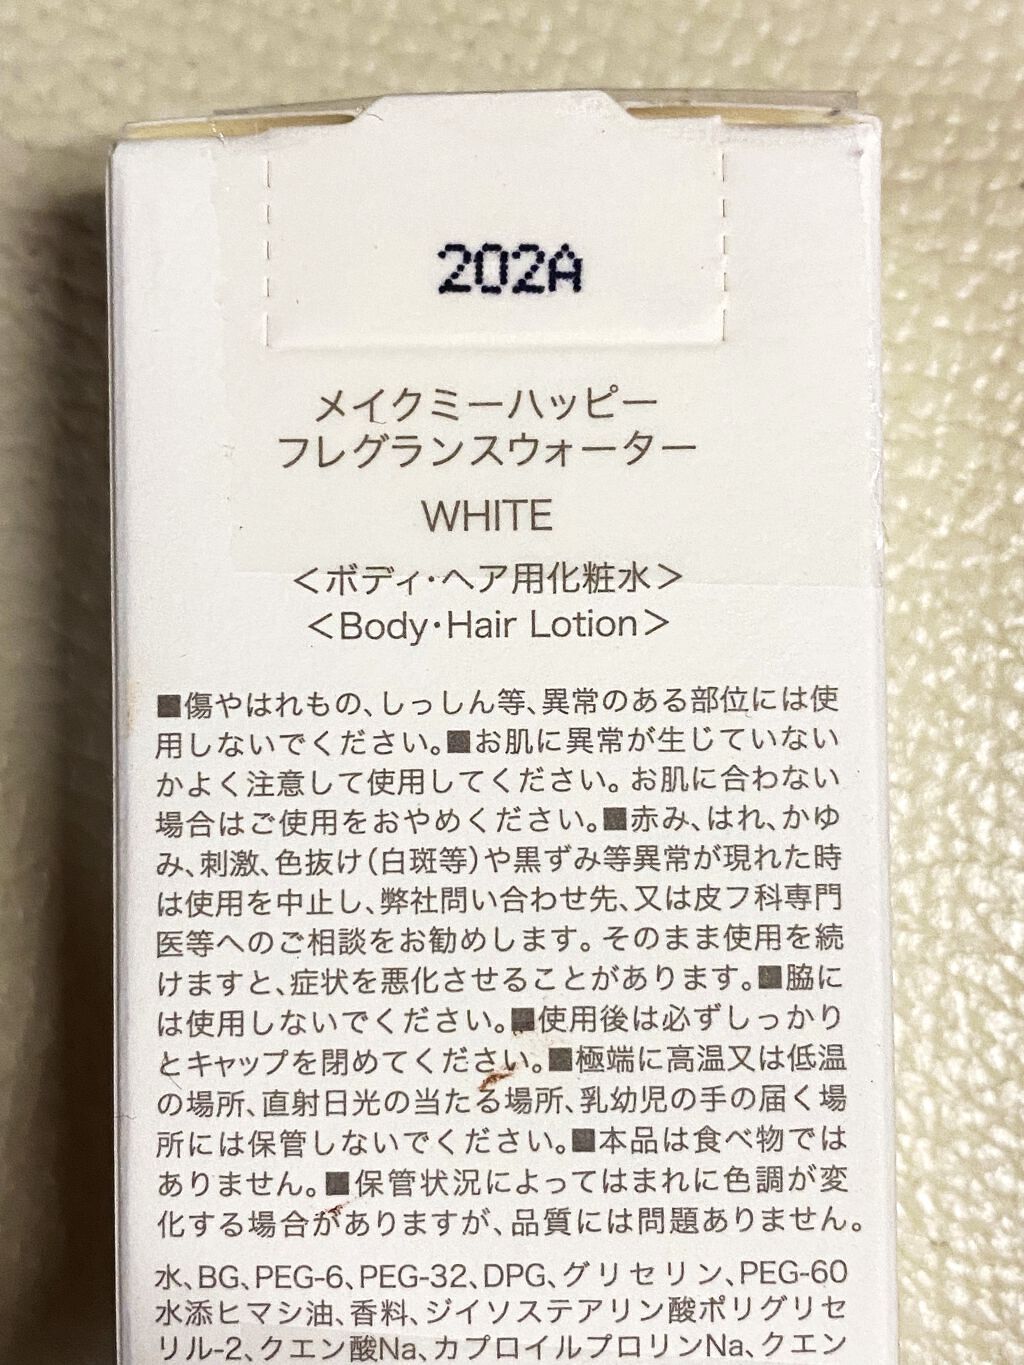 202A
メイクミーハッピー
フレグランスウォーター
WHITE
＜ボディ・ヘア用化粧水＞
＜Body・Hair Lotion＞
■傷やはれもの、しっしん等、異常のある部位には使
用しないでください。■お肌に異常が生じていない
かよく注意して使用してください。お肌に合わない
場合はご使用をおやめください。■赤み、はれ、かゆ
み、刺激、色抜け（白斑等）や黒ずみ等異常が現れた時
は使用を中止し、弊社問い合わせ先、又は皮フ科専門
医等へのご相談をお勧めします。そのまま使用を続
けますと、症状を悪化させることがあります。■脇に
は使用しないでください。■使用後は必ずしっかり
とキャップを閉めてください。■極端に高温又は低温
の場所、直射日光の当たる場所、乳幼児の手の届く場
所には保管しないでください。■本品は食べ物では
ありません。■保管状況によってはまれに色調が変
化する場合がありますが、品質には問題ありません。
水、BG、PEG-6、PEG-32、DPG、グリセリン、PEG-60
水添ヒマシ油、香料、ジイソステアリン酸ポリグリセ
リル-2、クエン酸Na、カプロイルプロリンNa、クエン